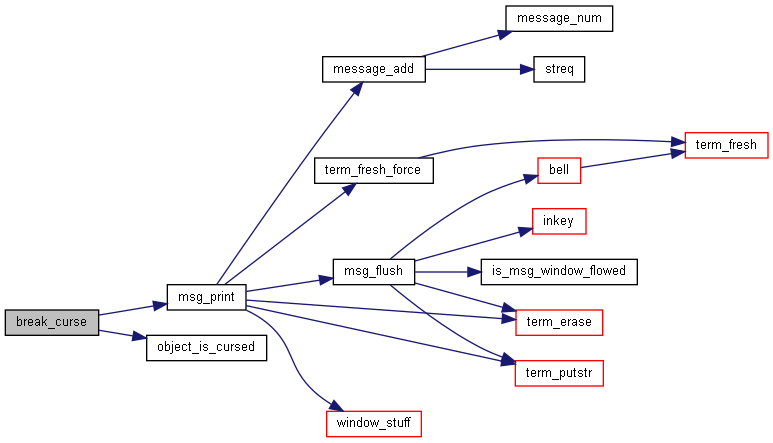 message_num
message_add
streq
term_fresh
term_fresh_force
bell
inkey
msg_flush
is_msg_window_flowed
msg_print
break_curse
term_erase
object_is_cursed
term_putstr
window_stuff